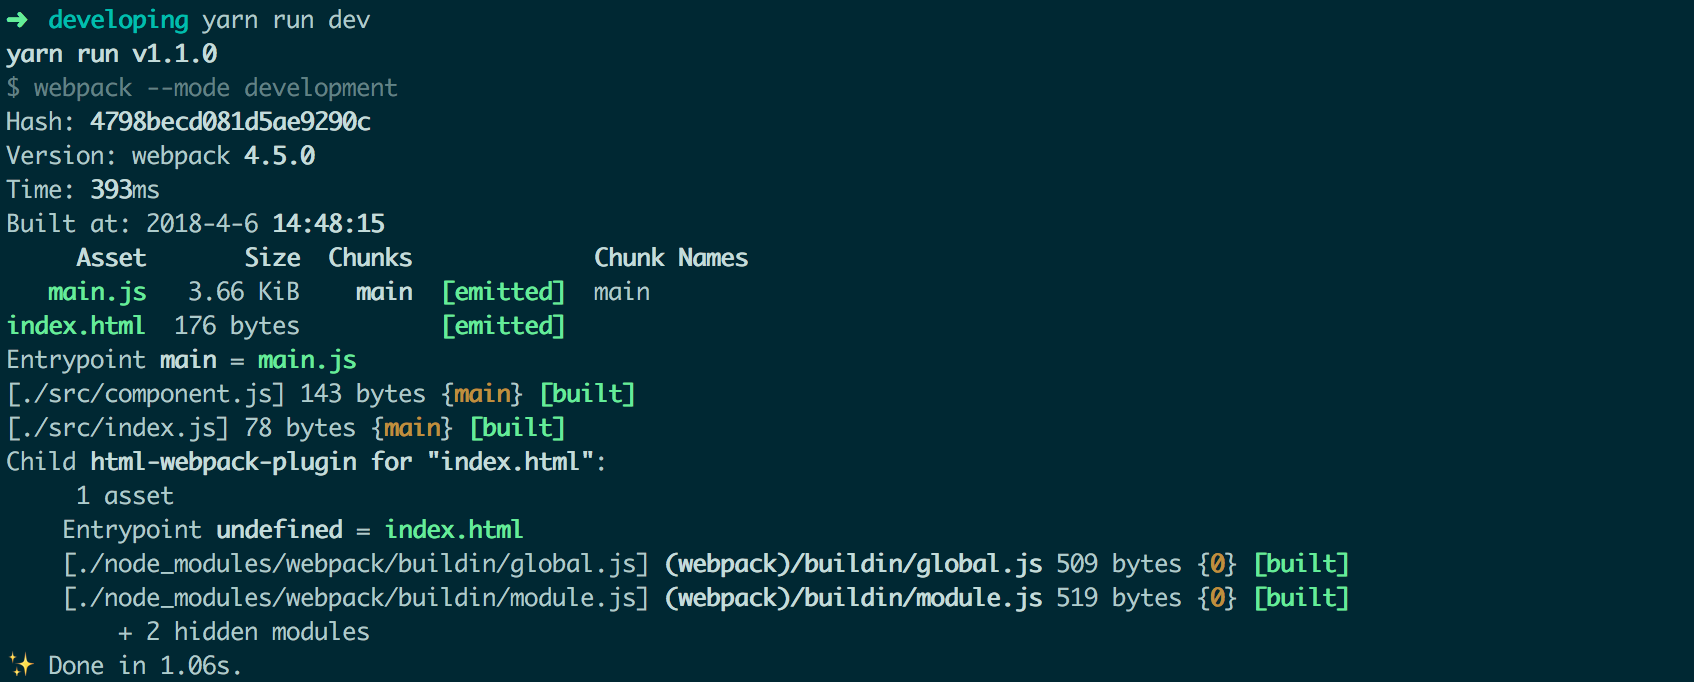 ➜  developing yarn run dev
yarn run v1.1.0
$ webpack --mode development
Hash: 4798becd081d5ae9290c
Version: webpack 4.5.0
Time: 393ms
Built at: 2018-4-6 14:48:15
     Asset       Size  Chunks             Chunk Names
   main.js   3.66 KiB    main  [emitted]  main
index.html  176 bytes          [emitted]
Entrypoint main = main.js
[./src/component.js] 143 bytes {main} [built]
[./src/index.js] 78 bytes {main} [built]
Child html-webpack-plugin for "index.html":
     1 asset
    Entrypoint undefined = index.html
    [./node_modules/webpack/buildin/global.js] (webpack)/buildin/global.js 509 bytes {0} [built]
    [./node_modules/webpack/buildin/module.js] (webpack)/buildin/module.js 519 bytes {0} [built]
        + 2 hidden modules
✨ Done in 1.06s.